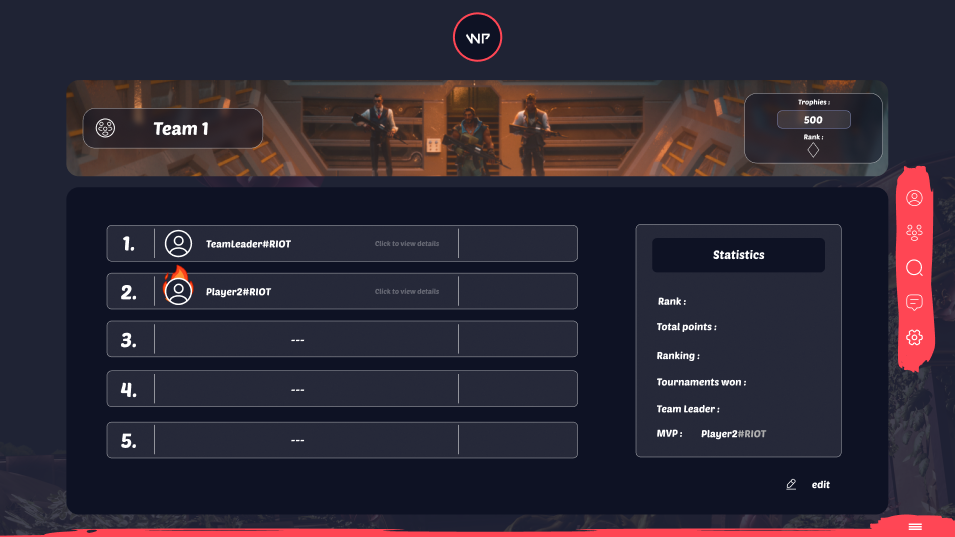 WP
Team 1
Trophies :
500
Rank :
1. TeamLeader#RIOT Click to view details
2. Player2#RIOT Click to view details
3. ---
4. ---
5. ---
Statistics
Rank :
Total points :
Ranking :
Tournaments won :
Team Leader :
MVP : Player2#RIOT
edit